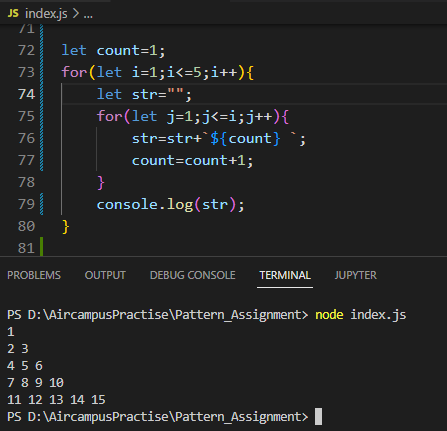 JS index.js > ...
71
72 let count=1;
73 for(let i=1;i<=5;i++){
74 let str="";
75 for(let j=1;j<=i;j++){
76 str=str+`${count} `;
77 count=count+1;
78 }
79 console.log(str);
80 }
81
PROBLEMS OUTPUT DEBUG CONSOLE TERMINAL JUPYTER
PS D:\AircampusPractise\Pattern_Assignment> node index.js
1
2 3
4 5 6
7 8 9 10
11 12 13 14 15
PS D:\AircampusPractise\Pattern_Assignment>